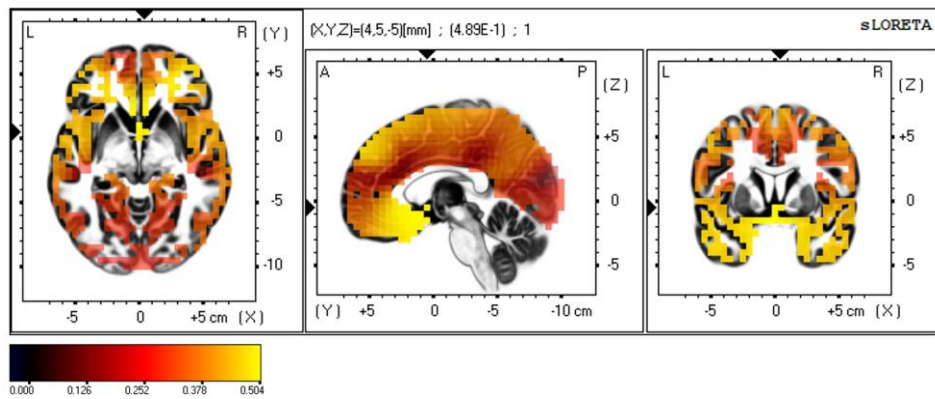 (X,Y,Z)=(4,5,-5)[mm] ; (4.89E-1) ; 1
sLORETA
L R (Y)
+5
0
-5
-10
-5 0 +5 cm (X)
A P (Z)
+5
0
-5
(Y) +5 0 -5 -10 cm
L R (Z)
+5
0
-5
-5 0 +5 cm (X)
0.000 0.126 0.252 0.378 0.504